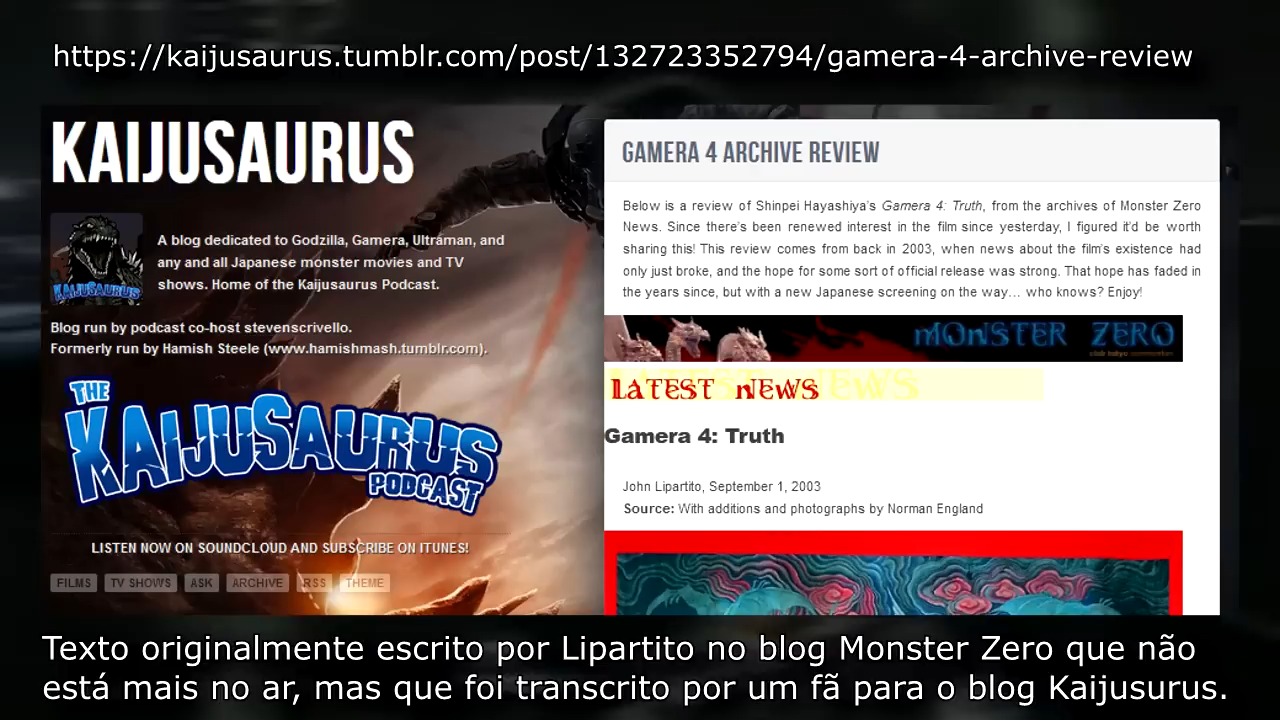 https://kaijusaurus.tumblr.com/post/132723352794/gamera-4-archive-review
KAIJUSAURUS
KAIJUSAURUS
A blog dedicated to Godzilla, Gamera, Ultraman, and
any and all Japanese monster movies and TV
shows. Home of the Kaijusaurus Podcast.
Blog run by podcast co-host stevenscrivello.
Formerly run by Hamish Steele (www.hamishmash.tumblr.com).
THE
KAIJUSAURUS
PODCAST
LISTEN NOW ON SOUNDCLOUD AND SUBSCRIBE ON ITUNES!
FILMS TV SHOWS ASK ARCHIVE RSS THEME
GAMERA 4 ARCHIVE REVIEW
Below is a review of Shinpei Hayashiya's Gamera 4: Truth, from the archives of Monster Zero
News. Since there's been renewed interest in the film since yesterday, I figured it'd be worth
sharing this! This review comes from back in 2003, when news about the film's existence had
only just broke, and the hope for some sort of official release was strong. That hope has faded in
the years since, but with a new Japanese screening on the way… who knows? Enjoy!
MONSTER ZERO
LATEST NEWS
Gamera 4: Truth
John Lipartito, September 1, 2003
Source: With additions and photographs by Norman England
Texto originalmente escrito por Lipartito no blog Monster Zero que não
está mais no ar, mas que foi transcrito por um fã para o blog Kaijusurus.